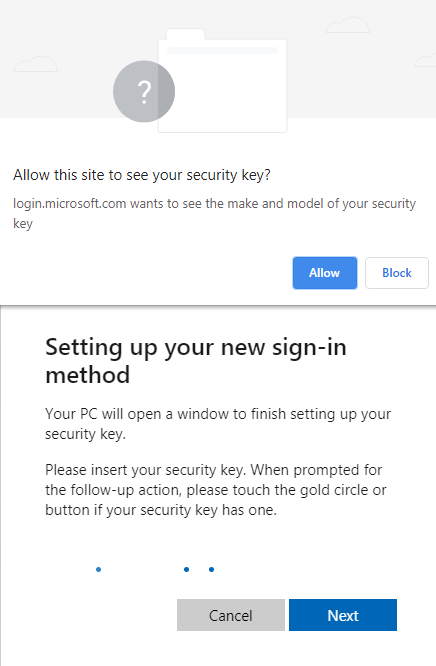 ?
Allow this site to see your security key?
login.microsoft.com wants to see the make and model of your security
key
Allow
Block
Setting up your new sign-in
method
Your PC will open a window to finish setting up your
security key.
Please insert your security key. When prompted for
the follow-up action, please touch the gold circle or
button if your security key has one.
Cancel
Next